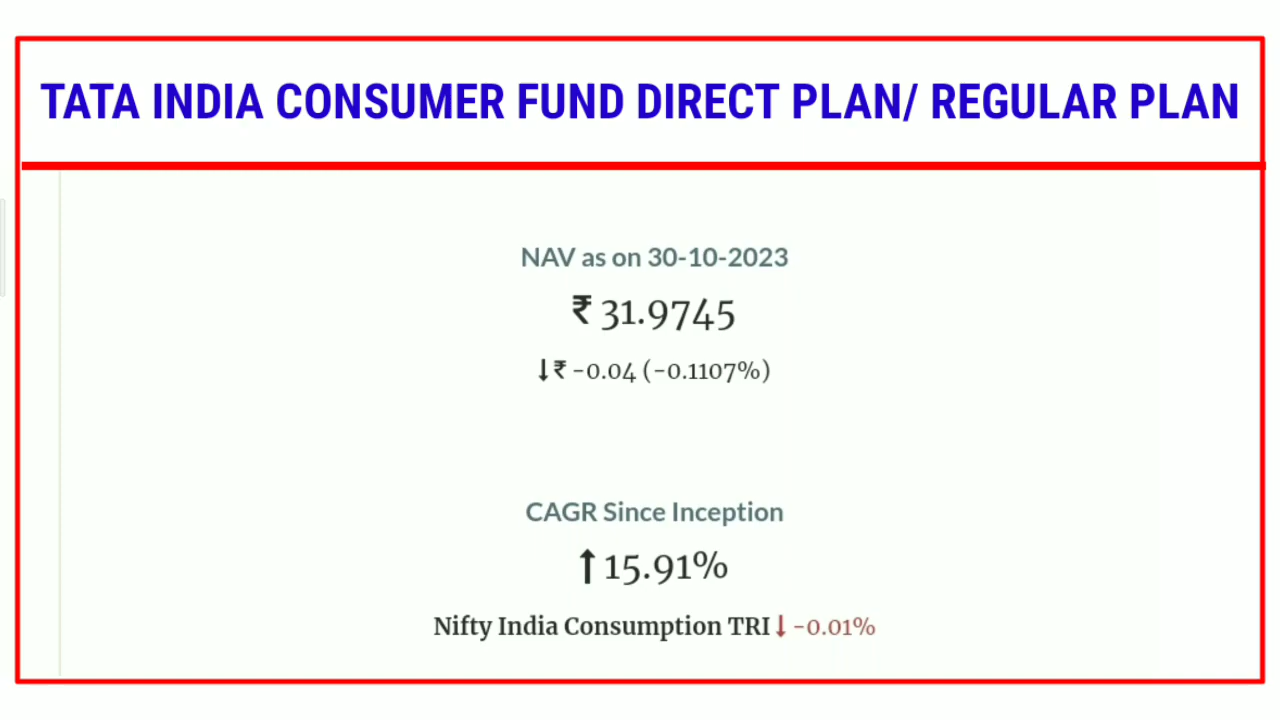 TATA INDIA CONSUMER FUND DIRECT PLAN/ REGULAR PLAN
NAV as on 30-10-2023
₹ 31.9745
↓₹ -0.04 (-0.1107%)
CAGR Since Inception
↑15.91%
Nifty India Consumption TRI ↓ -0.01%